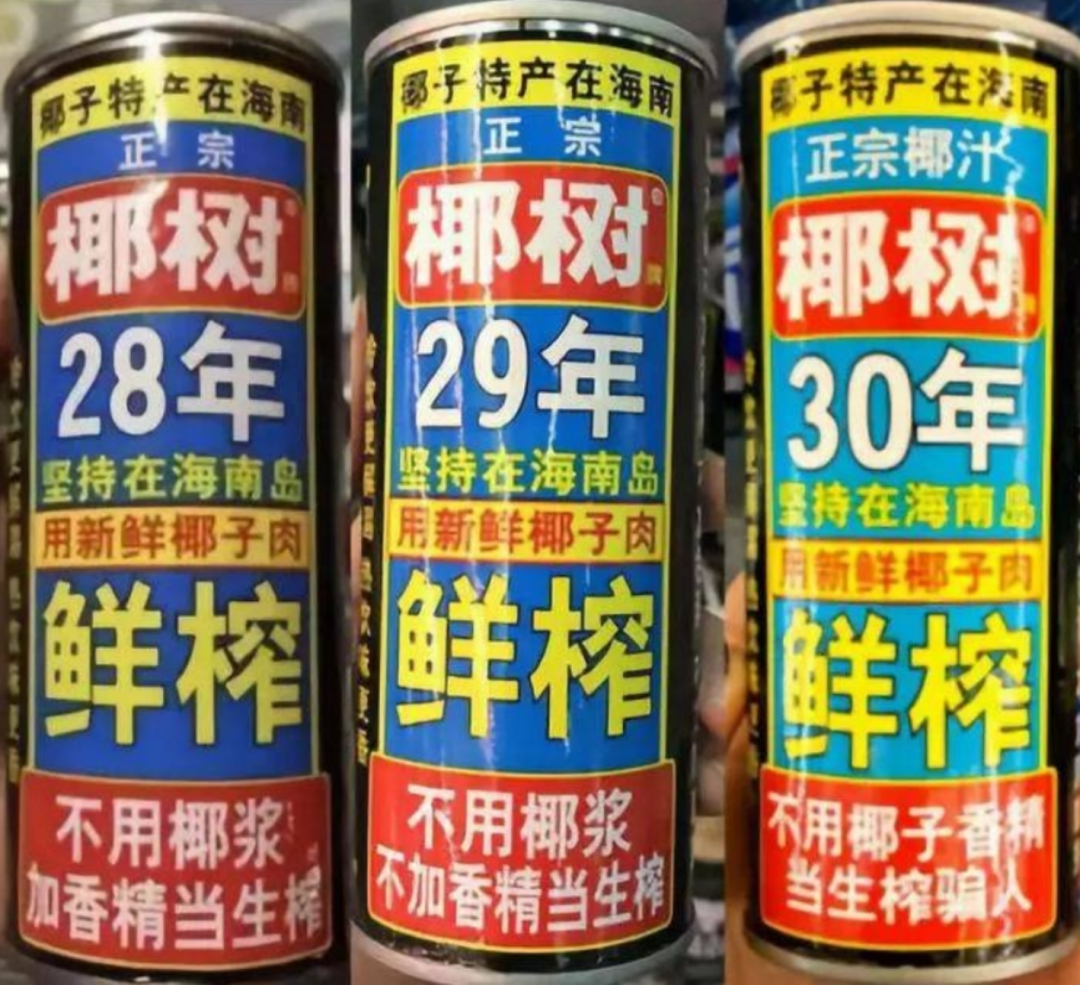 椰子特产在海南
正宗
椰树
28年
坚持在海南岛
用新鲜椰子肉
鲜榨
不用椰浆
加香精当生榨
椰子特产在海南
正宗
椰树
29年
坚持在海南岛
用新鲜椰子肉
鲜榨
不用椰浆
不加香精当生榨
椰子特产在海南
正宗椰汁
椰树
30年
坚持在海南岛
用新鲜椰子肉
鲜榨
不用椰子香精
当生榨骗人